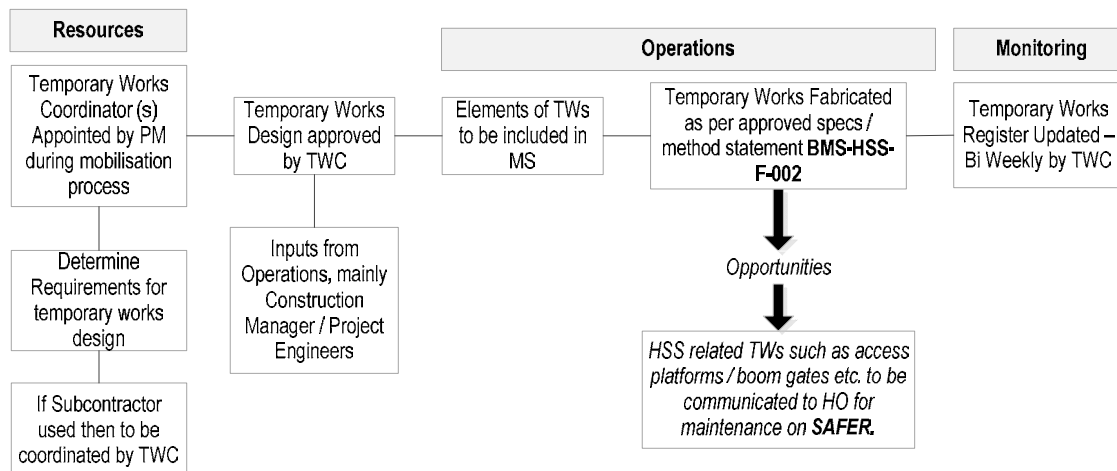 Resources
Operations
Monitoring
Temporary Works
Coordinator (s)
Appointed by PM
during mobilisation
process
Temporary Works
Design approved
by TWC
Elements of TWs
to be included in
MS
Temporary Works Fabricated
as per approved specs /
method statement BMS-HSS-
F-002
Temporary Works
Register Updated –
Bi Weekly by TWC
Determine
Requirements for
temporary works
design
Inputs from
Operations, mainly
Construction
Manager / Project
Engineers
Opportunities
If Subcontractor
used then to be
coordinated by TWC
HSS related TWs such as access
platforms / boom gates etc. to be
communicated to HO for
maintenance on SAFER.